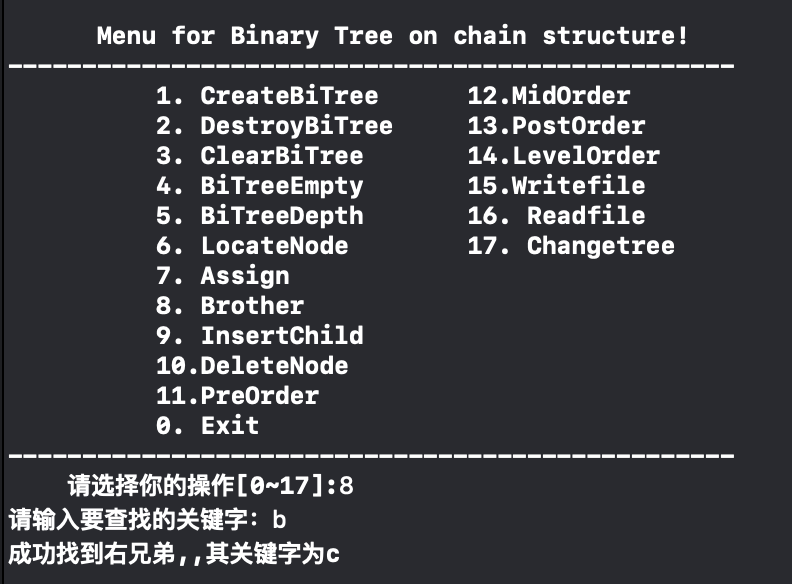 Menu for Binary Tree on chain structure!
-------------------------------------------------
1. CreateBiTree 12.MidOrder
2. DestroyBiTree 13.PostOrder
3. ClearBiTree 14.LevelOrder
4. BiTreeEmpty 15.Writefile
5. BiTreeDepth 16. Readfile
6. LocateNode 17. Changetree
7. Assign
8. Brother
9. InsertChild
10.DeleteNode
11.PreOrder
0. Exit
-------------------------------------------------
请选择你的操作[0~17]:8
请输入要查找的关键字：b
成功找到右兄弟,,其关键字为c